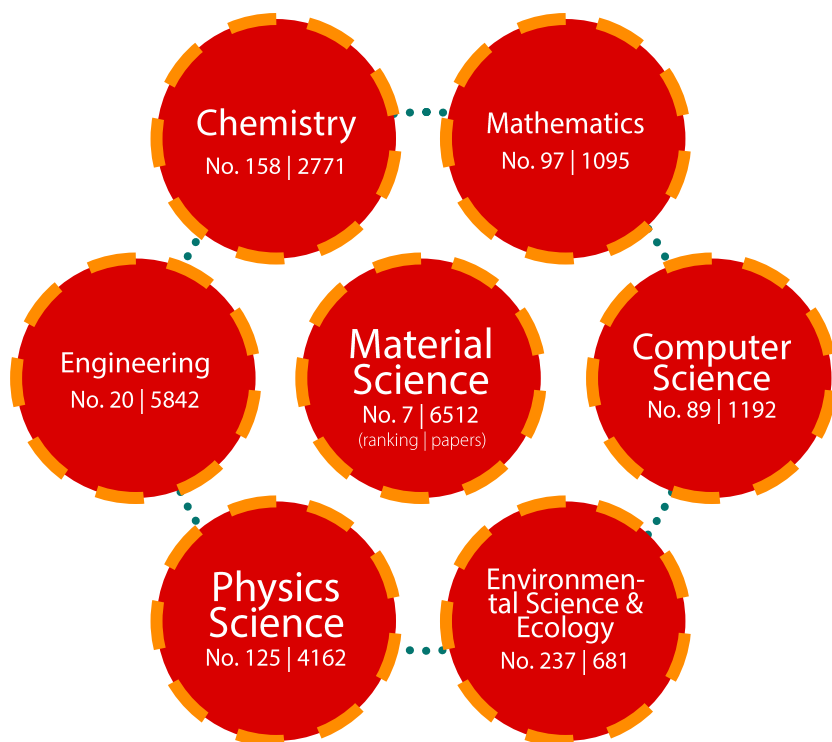 Chemistry
No. 158 | 2771
Mathematics
No. 97 | 1095
Engineering
No. 20 | 5842
Material
Science
No. 7 | 6512
(ranking | papers)
Computer
Science
No. 89 | 1192
Physics
Science
No. 125 | 4162
Environmen-
tal Science &
Ecology
No. 237 | 681